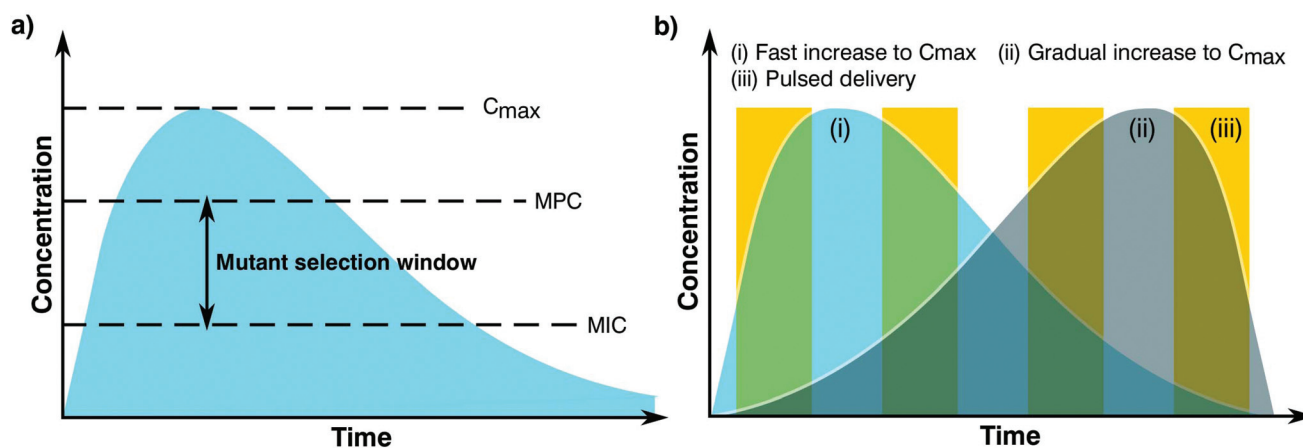 a)
Concentration
Cmax
MPC
Mutant selection window
MIC
Time
b)
(i) Fast increase to Cmax (ii) Gradual increase to Cmax
(iii) Pulsed delivery
Concentration
(i)
(ii)
(iii)
Time